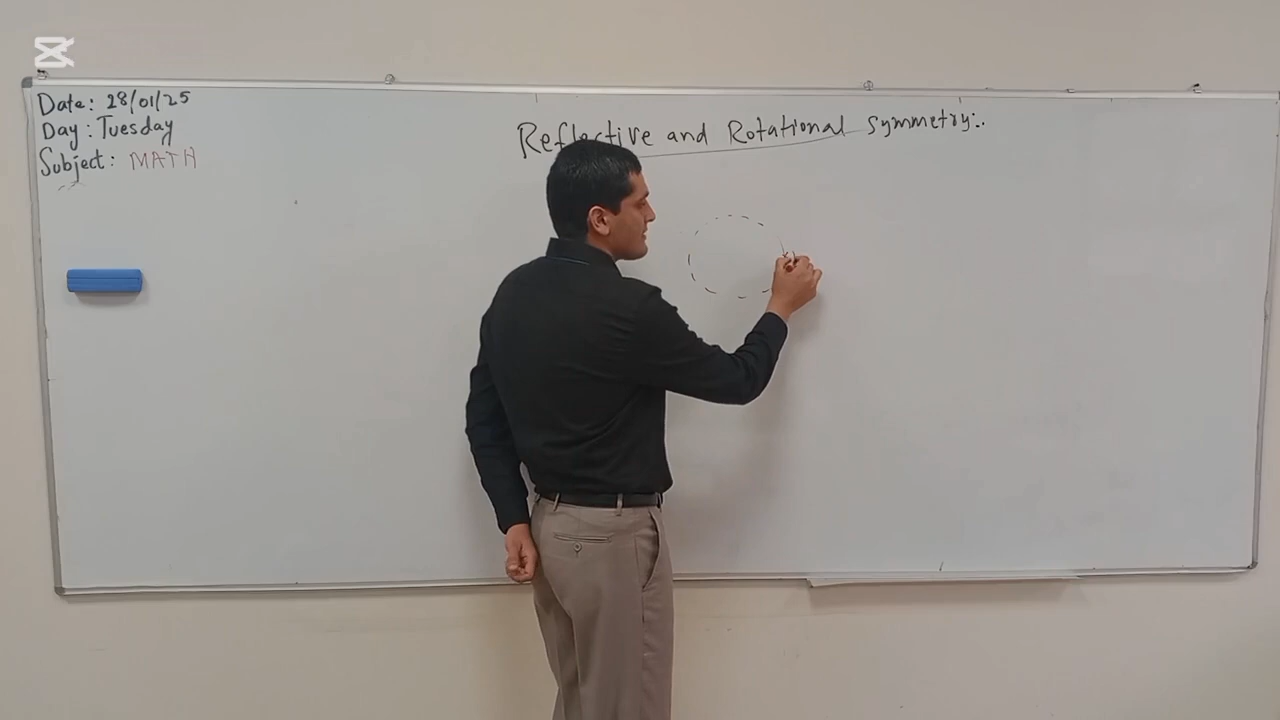 Date: 28/01/25
Day: Tuesday
Subject: MATH
Reflective and Rotational Symmetry:.